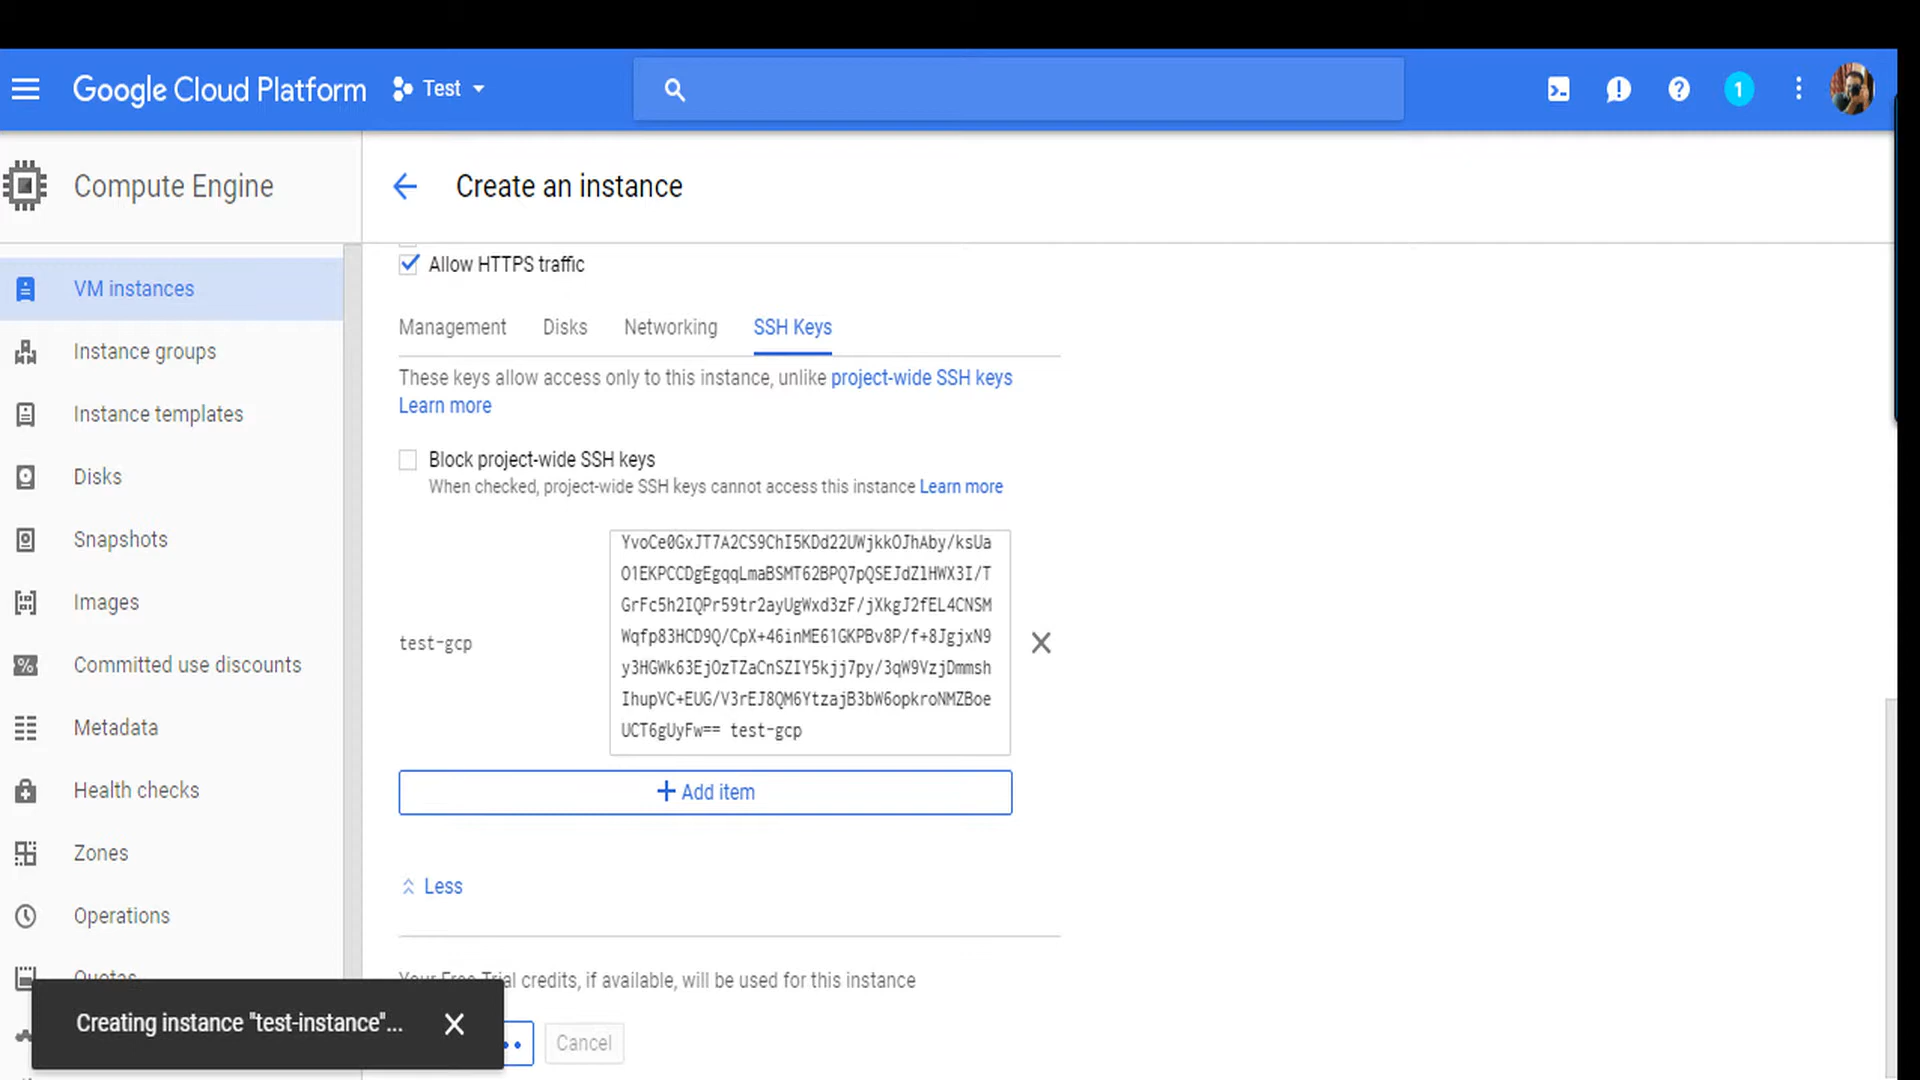 Google Cloud Platform
Test
1
Compute Engine
Create an instance
VM instances
Instance groups
Instance templates
Disks
Snapshots
Images
Committed use discounts
Metadata
Health checks
Zones
Operations
Quotas
Allow HTTPS traffic
Management Disks Networking SSH Keys
These keys allow access only to this instance, unlike project-wide SSH keys
Learn more
Block project-wide SSH keys
When checked, project-wide SSH keys cannot access this instance Learn more
test-gcp
YvoCe0GxJT7A2CS9ChI5KDd22UWjkkOJhAby/ksUa
O1EKPCCDgEgqqLmaBSMT62BPQ7pQSEJdZlHWX3I/T
GrFc5h2IQPr59tr2ayUgWxd3zF/jXkgJ2fEL4CNSM
Wqfp83HCD9Q/CpX+46inME61GKPBv8P/f+8JgjxN9
y3HGWk63EjOzTZaCnSZIY5kjj7py/3qW9VzjDmmsh
IhupVC+EUG/V3rEJ8QM6YtzajB3bW6opkroNMZBoe
UCT6gUyFw== test-gcp
Add item
Less
Your Free Trial credits, if available, will be used for this instance
Cancel
Creating instance "test-instance"...